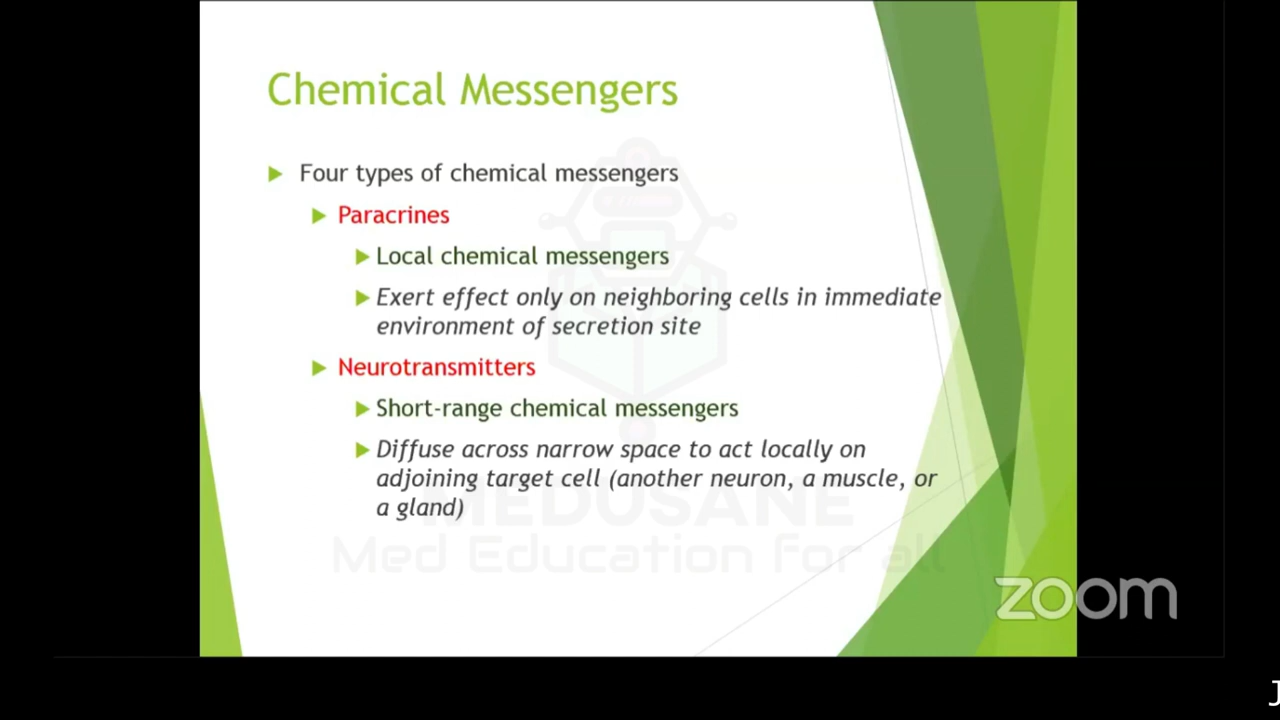 Chemical Messengers
Four types of chemical messengers
Paracrines
Local chemical messengers
Exert effect only on neighboring cells in immediate
environment of secretion site
Neurotransmitters
Short-range chemical messengers
Diffuse across narrow space to act locally on
adjoining target cell (another neuron, a muscle, or
a gland)
MEDUSANE
Med Education for all
zoom